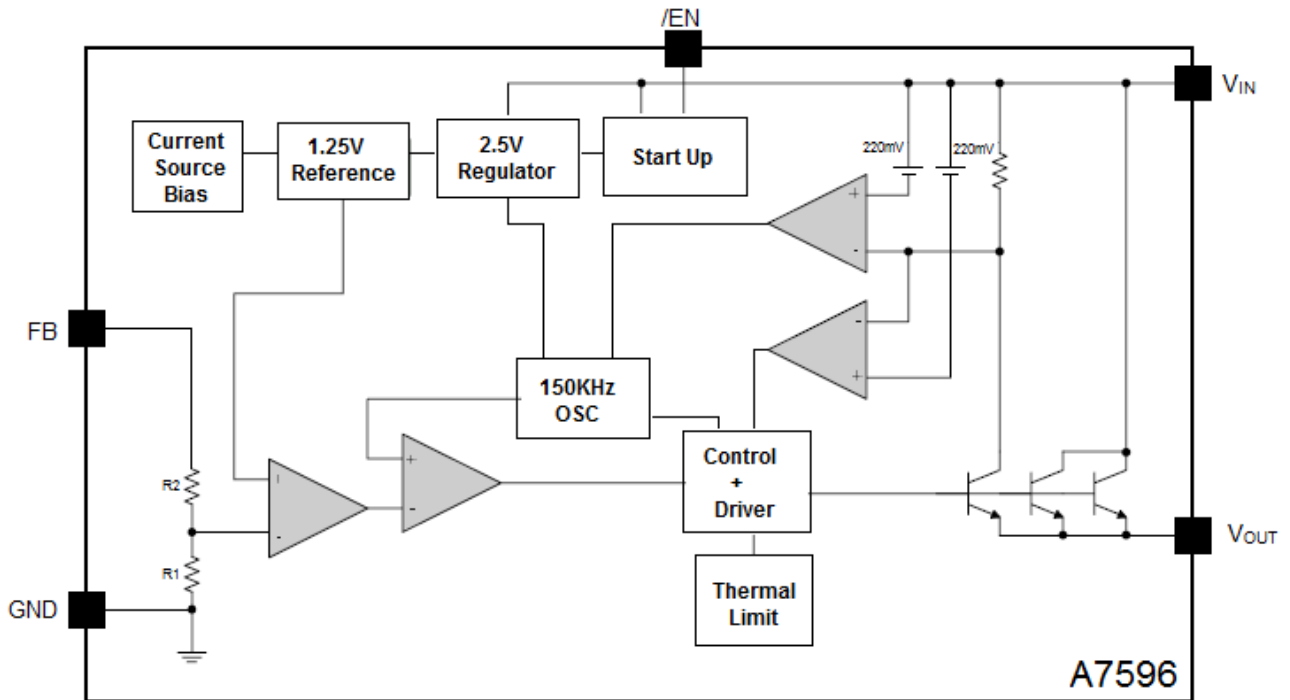 /EN
VIN
Current
Source
Bias
1.25V
Reference
2.5V
Regulator
Start Up
220mV
220mV
+
-
-
+
FB
150KHz
OSC
R2
+
-
+
-
Control
+
Driver
R1
VOUT
GND
Thermal
Limit
A7596